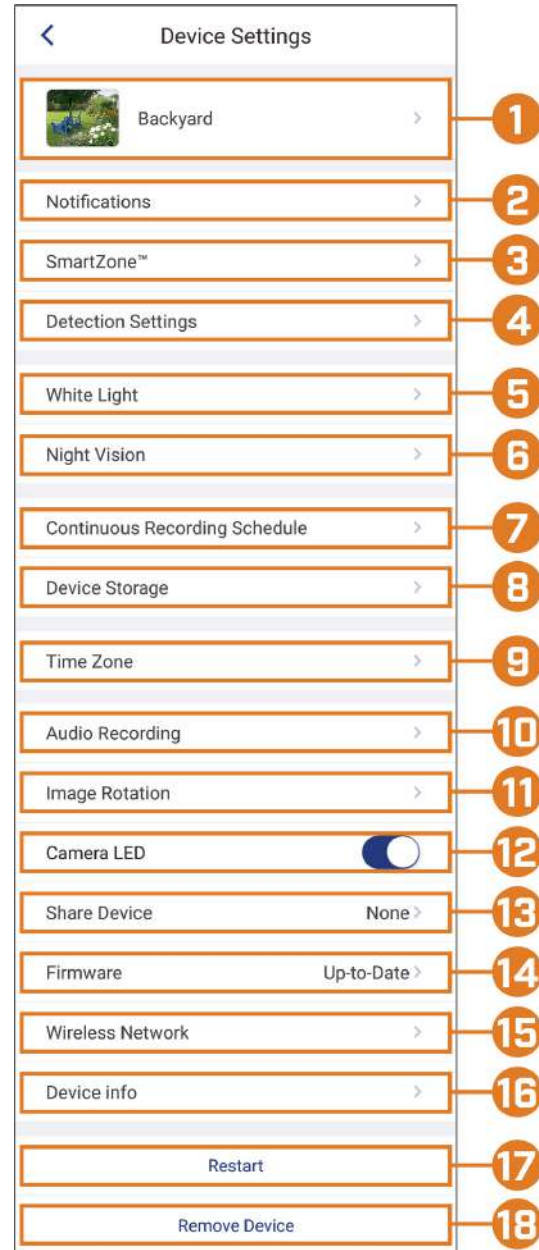 Device Settings
Backyard 1
Notifications 2
SmartZone™ 3
Detection Settings 4
White Light 5
Night Vision 6
Continuous Recording Schedule 7
Device Storage 8
Time Zone 9
Audio Recording 10
Image Rotation 11
Camera LED 12
Share Device None 13
Firmware Up-to-Date 14
Wireless Network 15
Device info 16
Restart 17
Remove Device 18